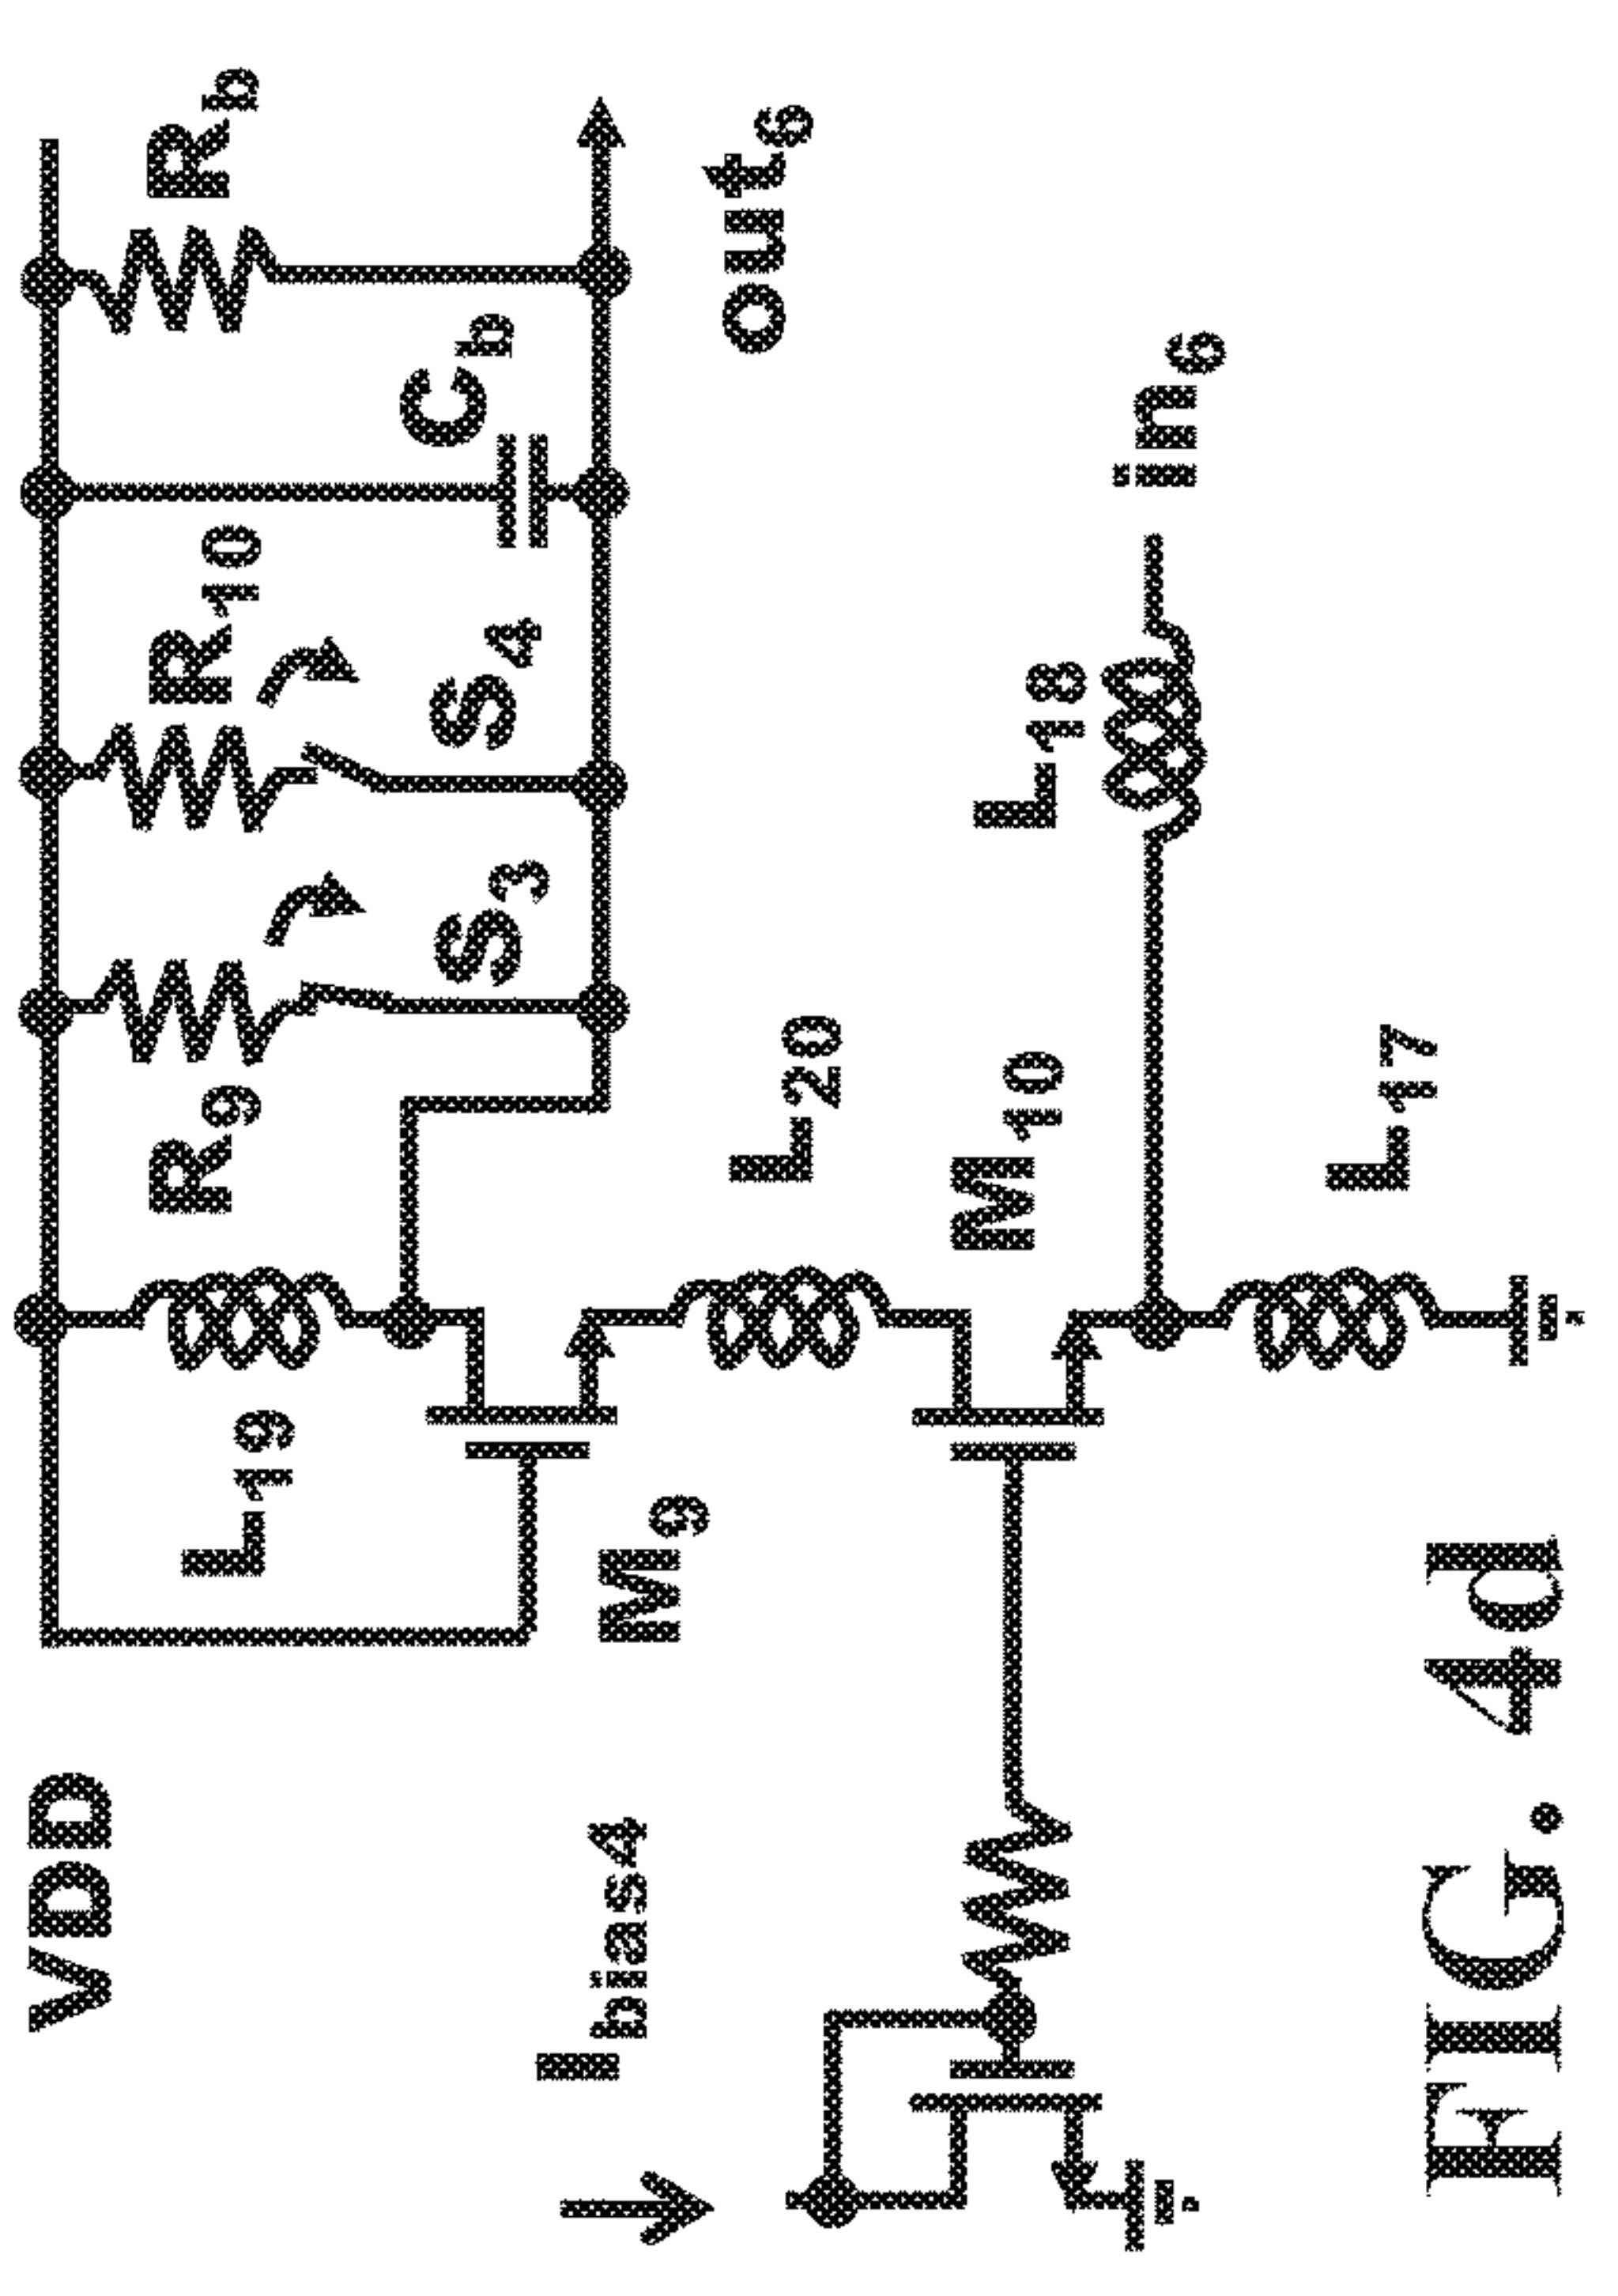 VDD
L19
R9
R10
Rb
S3
S4
Cb
out6
M9
L20
Ibias4
M10
L18
in6
L17
FIG. 4d